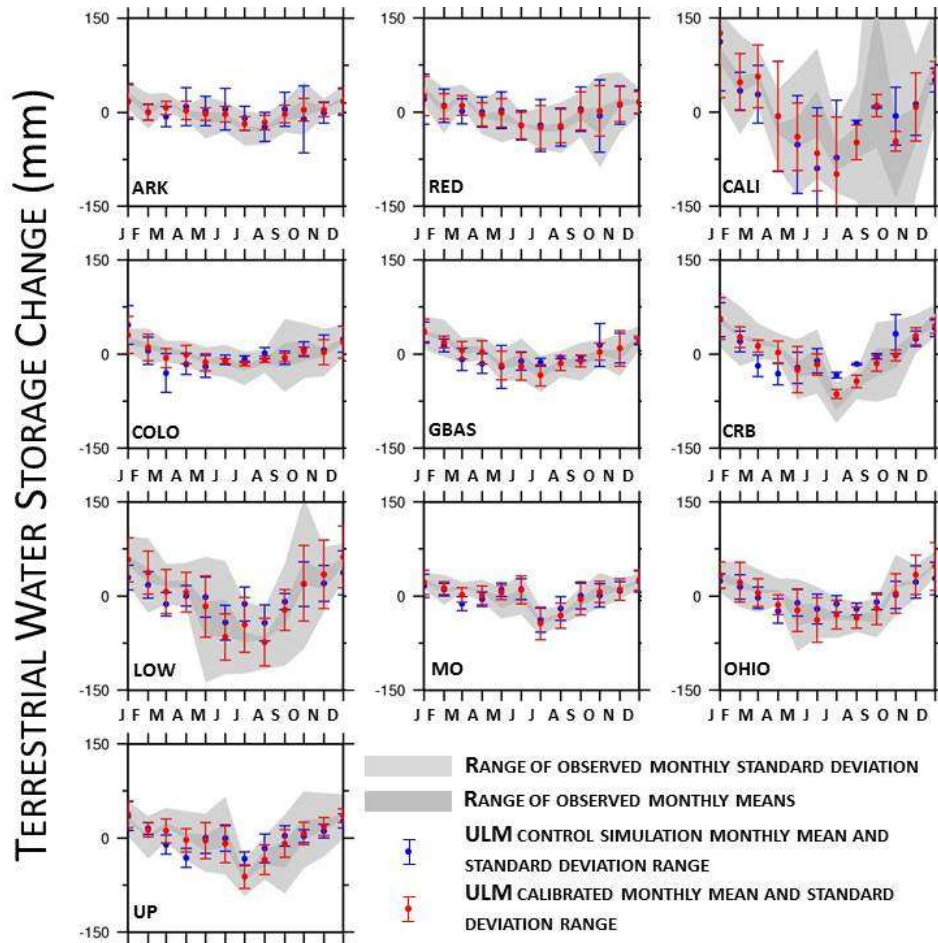 TERRESTRIAL WATER STORAGE CHANGE (mm)
150 150 150
0 0 0
-150 -150 -150
ARK RED CALI
J F M A M J J A S O N D J F M A M J J A S O N D J F M A M J J A S O N D
150 150 150
0 0 0
-150 -150 -150
COLO GBAS CRB
J F M A M J J A S O N D J F M A M J J A S O N D J F M A M J J A S O N D
150 150 150
0 0 0
-150 -150 -150
LOW MO OHIO
J F M A M J J A S O N D J F M A M J J A S O N D J F M A M J J A S O N D
150
0
-150
UP
RANGE OF OBSERVED MONTHLY STANDARD DEVIATION
RANGE OF OBSERVED MONTHLY MEANS
ULM CONTROL SIMULATION MONTHLY MEAN AND
STANDARD DEVIATION RANGE
ULM CALIBRATED MONTHLY MEAN AND STANDARD
DEVIATION RANGE